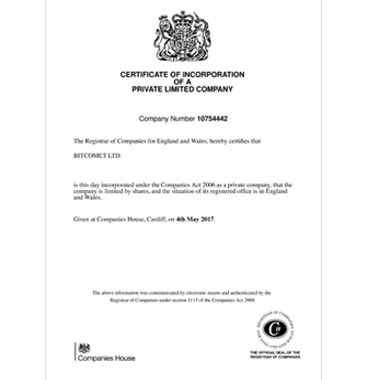 CERTIFICATE OF INCORPORATION
OF A
PRIVATE LIMITED COMPANY
Company Number 10754442
The Registrar of Companies for England and Wales, hereby certifies that
BITCOMET LTD
is this day incorporated under the Companies Act 2006 as a private company, that the
company is limited by shares, and the situation of its registered office is in England
and Wales.
Given at Companies House, Cardiff, on 4th May 2017.
The above information was communicated by electronic means and authenticated by the
Registrar of Companies under section 1115 of the Companies Act 2006
Companies House
THE OFFICIAL SEAL OF THE
REGISTRAR OF COMPANIES